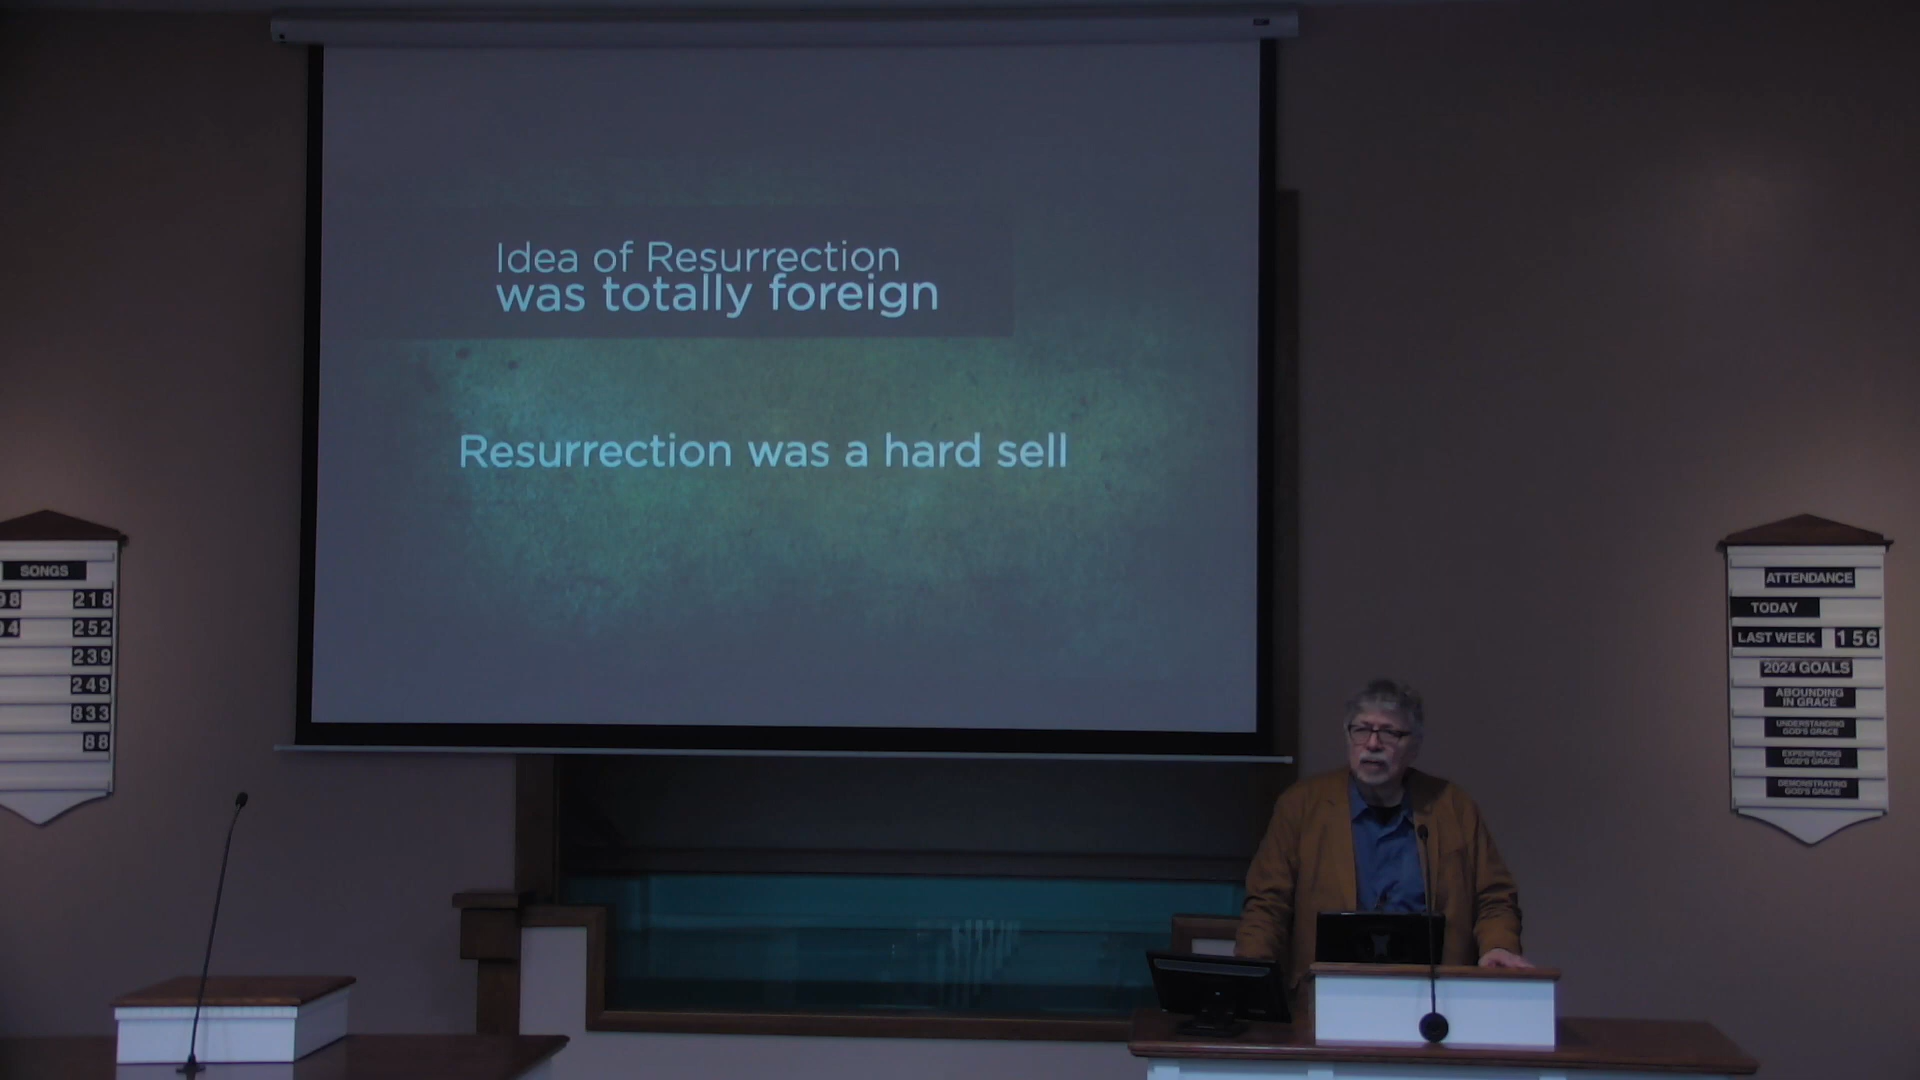 Idea of Resurrection
was totally foreign
Resurrection was a hard sell
SONGS
98 218
04 252
239
249
833
88
ATTENDANCE
TODAY
LAST WEEK 156
2024 GOALS
ABOUNDING
IN GRACE
UNDERSTANDING
GOD'S GRACE
EXPERIENCING
GOD'S GRACE
DEMONSTRATING
GOD'S GRACE